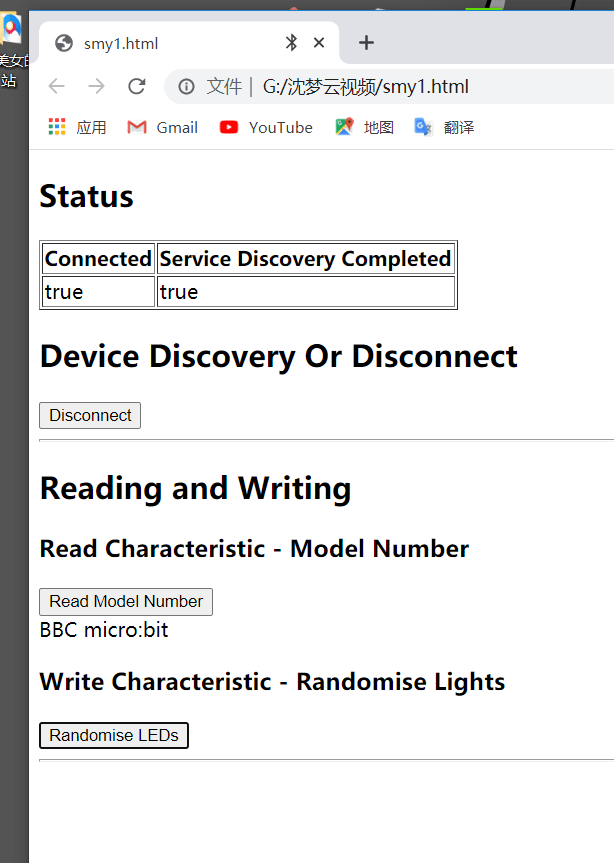 smy1.html
文件 | G:/沈梦云视频/smy1.html
应用 Gmail YouTube 地图 翻译
美女的
站
Status
Connected Service Discovery Completed
true true
Device Discovery Or Disconnect
Disconnect
Reading and Writing
Read Characteristic - Model Number
Read Model Number
BBC micro:bit
Write Characteristic - Randomise Lights
Randomise LEDs